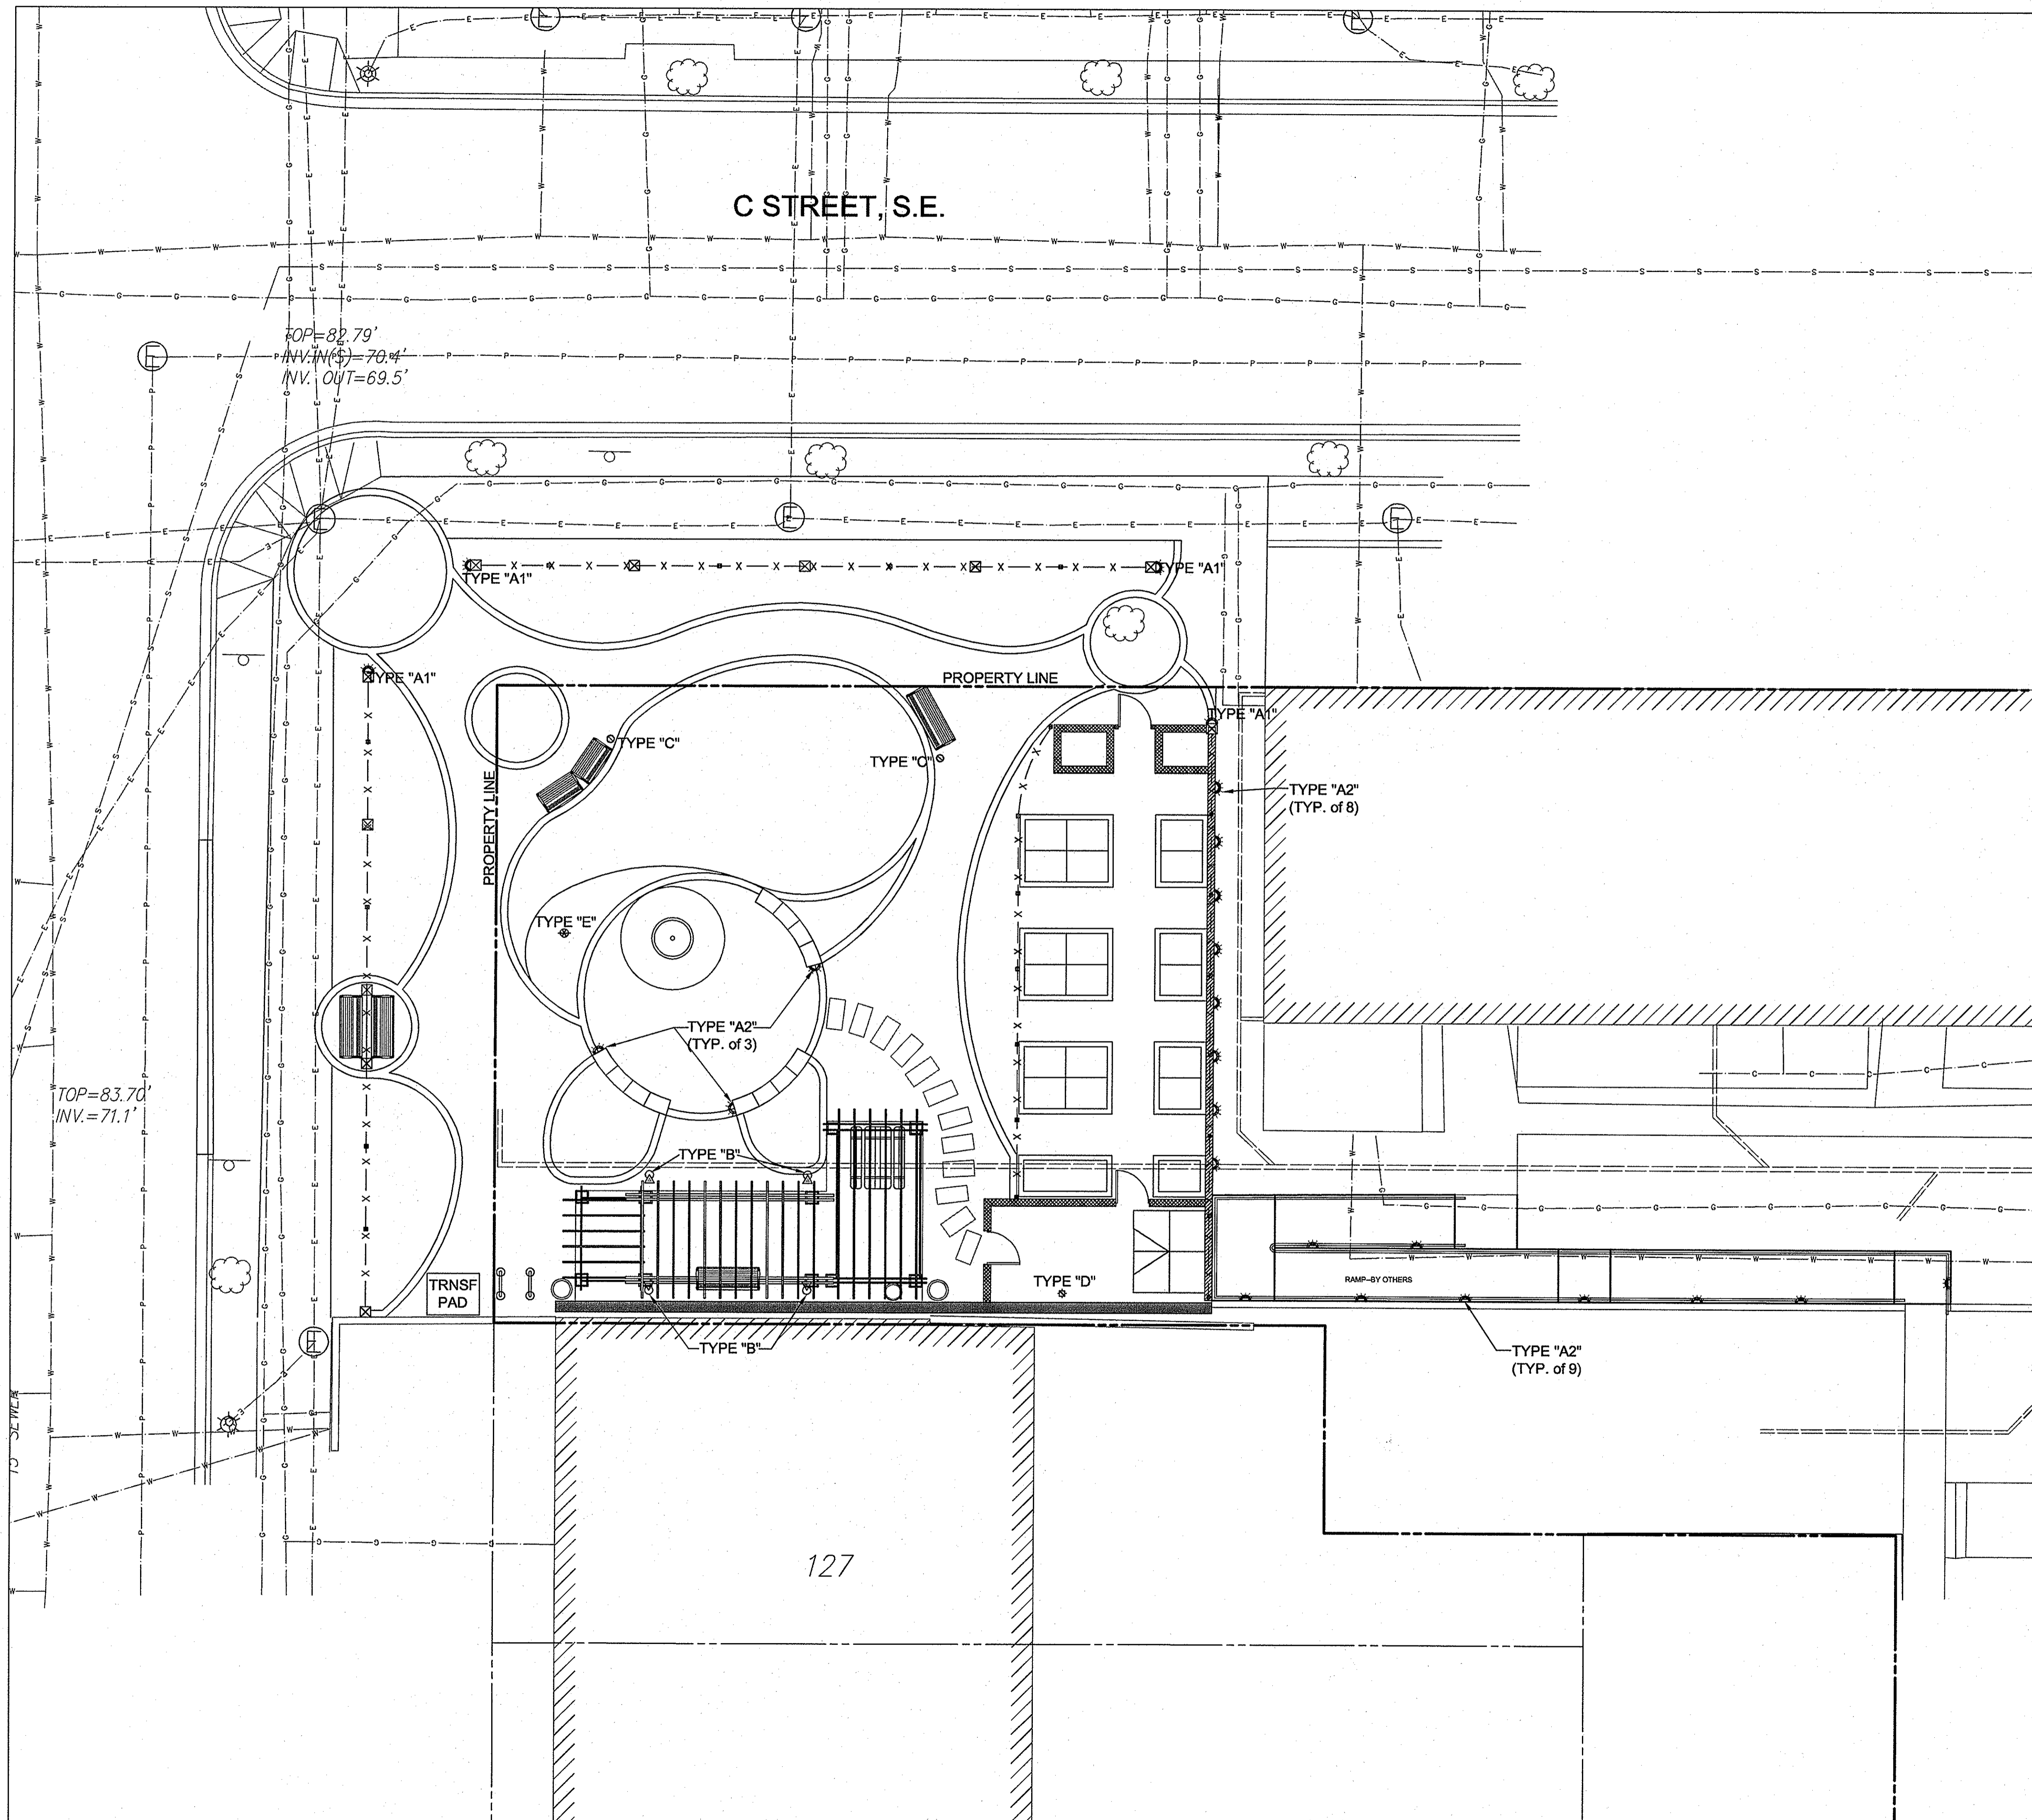 C STREET, S.E.
TOP=82.79'
INV.IN(S)=70.4'
INV. OUT=69.5'
TYPE "A1"
TYPE "A1"
TYPE "A1"
PROPERTY LINE
TYPE "A1"
TYPE "C"
TYPE "C"
PROPERTY LINE
TYPE "A2"
(TYP. of 8)
TYPE "E"
TYPE "A2"
(TYP. of 3)
TOP=83.70'
INV.=71.1'
TYPE "B"
TRNSF
PAD
TYPE "D"
RAMP-BY OTHERS
TYPE "B"
TYPE "A2"
(TYP. of 9)
SEWER
127